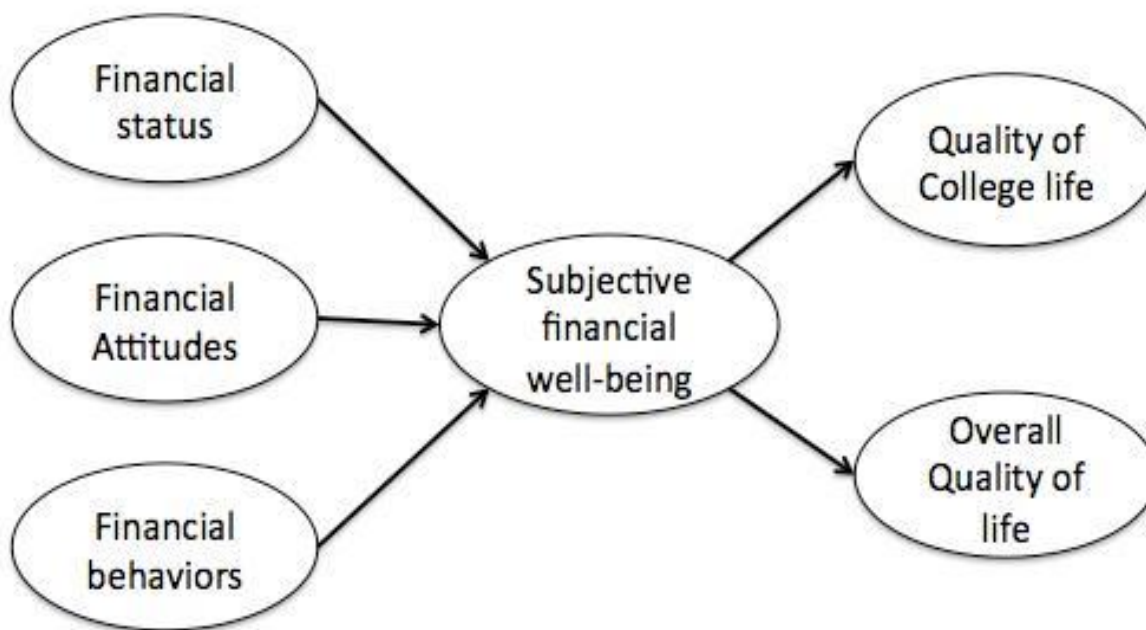 Financial
status
Financial
Attitudes
Financial
behaviors
Subjective
financial
well-being
Quality of
College life
Overall
Quality of
life